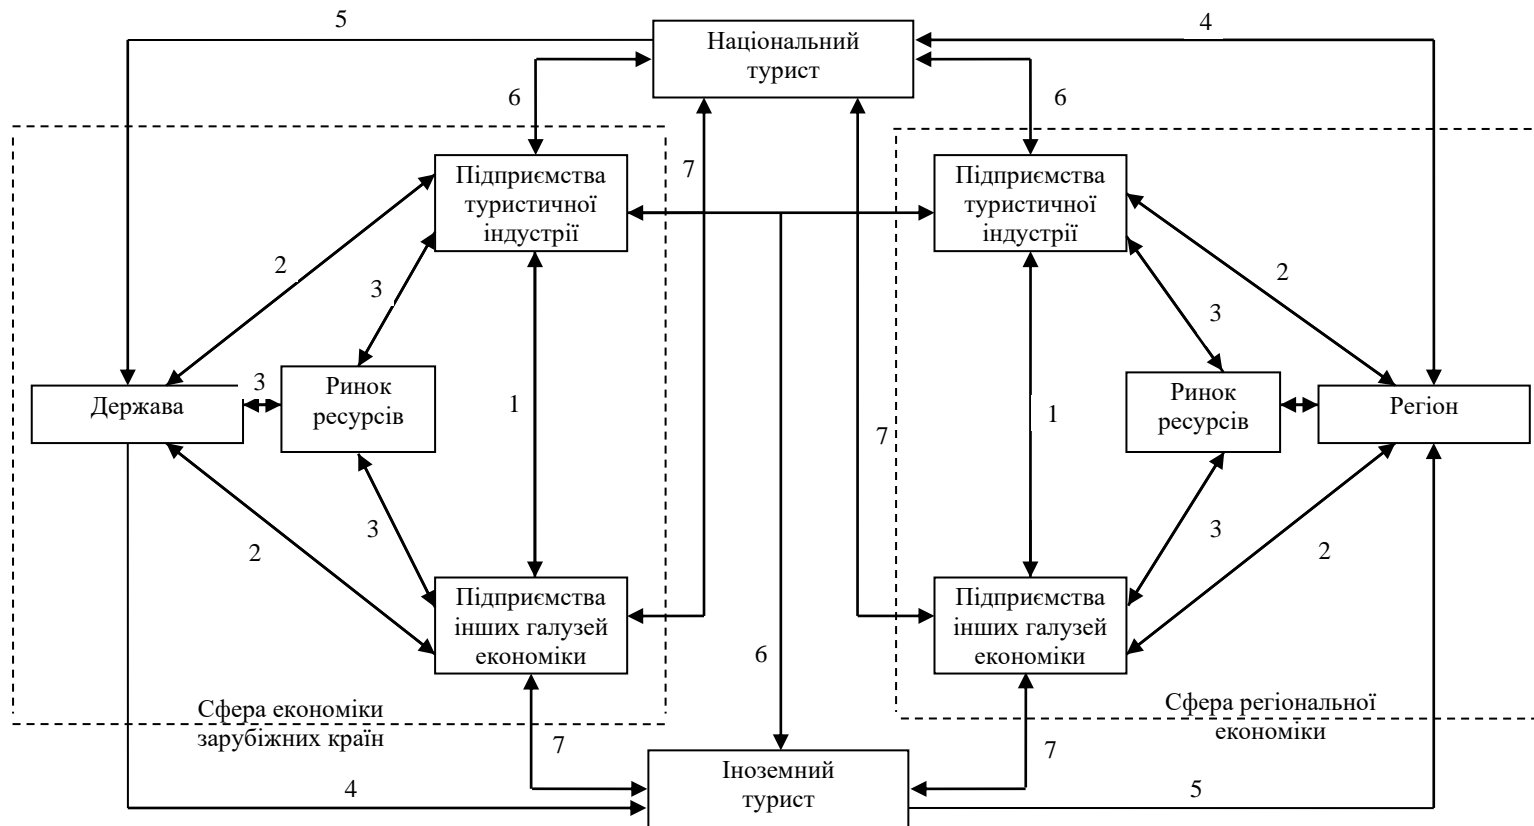 5
Національний
турист
4
6
6
7
Підприємства
туристичної
індустрії
Підприємства
туристичної
індустрії
2
3
3
2
Держава
3
Ринок
ресурсів
1
7
1
Ринок
ресурсів
Регіон
2
3
3
2
Підприємства
інших галузей
економіки
6
Підприємства
інших галузей
економіки
Сфера економіки
зарубіжних країн
Сфера регіональної
економіки
7
7
4
Іноземний
турист
5